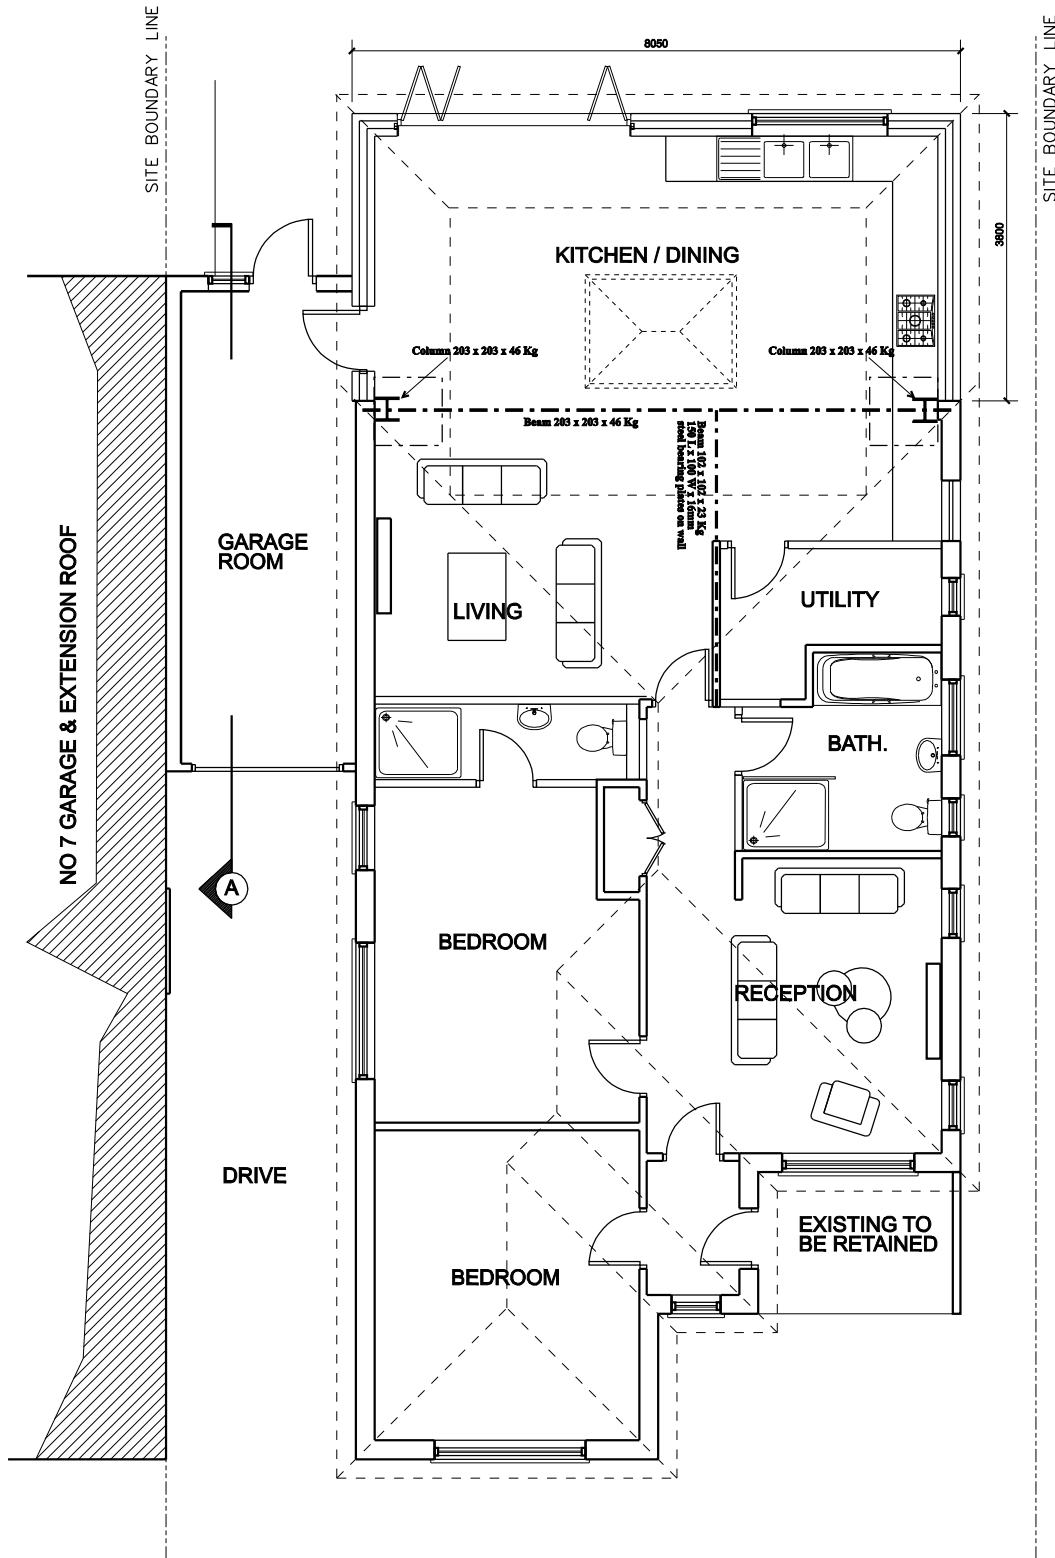 SITE BOUNDARY LINE
8050
SITE BOUNDARY LINE
3800
KITCHEN / DINING
Column 203 x 203 x 46 Kg
Column 203 x 203 x 46 Kg
Beam 203 x 203 x 46 Kg
Beam 102 x 102 x 23 Kg
150 L x 100 W x 16mm
steel bearing plates on wall
GARAGE
ROOM
LIVING
UTILITY
NO 7 GARAGE & EXTENSION ROOF
BATH.
A
BEDROOM
RECEPTION
DRIVE
EXISTING TO
BE RETAINED
BEDROOM